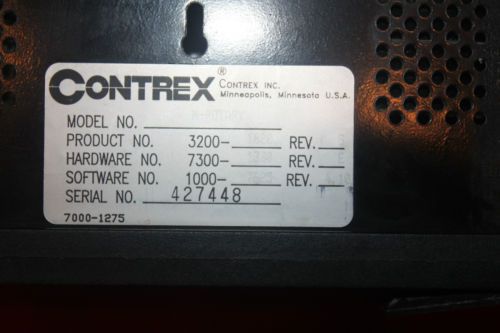 CONTREX® CONTREX INC.
Minneapolis, Minnesota U.S.A.
MODEL NO.
PRODUCT NO. 3200- REV.
HARDWARE NO. 7300- REV. E
SOFTWARE NO. 1000- REV.
SERIAL NO. 427448
7000-1275